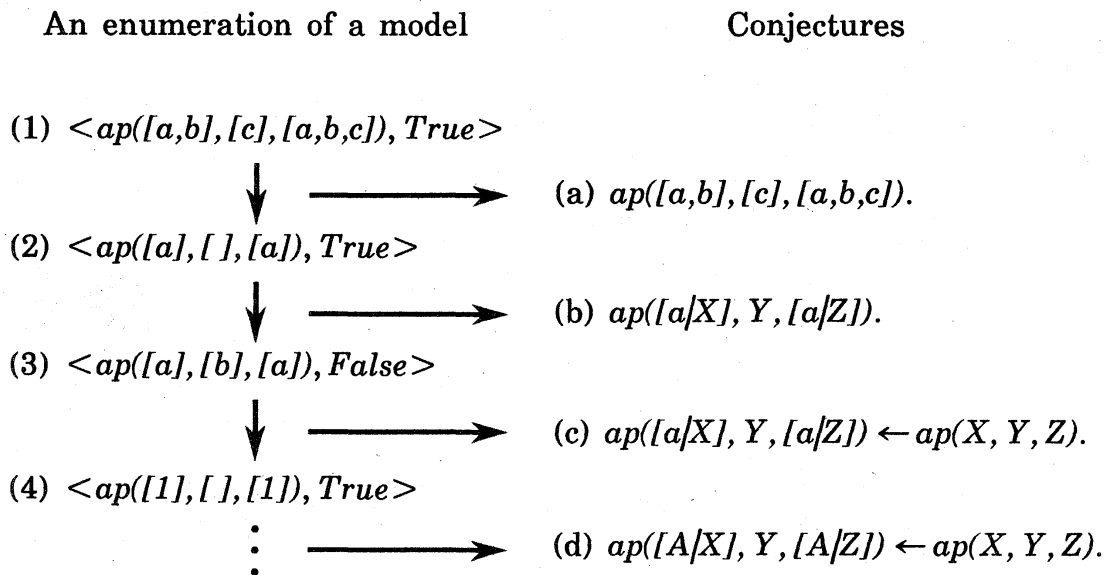 An enumeration of a model Conjectures
(1) <ap([a,b],[c],[a,b,c]), True>
(a) ap([a,b],[c],[a,b,c]).
(2) <ap([a],[ ],[a]), True>
(b) ap([a|X], Y,[a|Z]).
(3) <ap([a],[b],[a]), False>
(c) ap([a|X], Y,[a|Z]) ← ap(X, Y, Z).
(4) <ap([1],[ ],[1]), True>
(d) ap([A|X], Y,[A|Z]) ← ap(X, Y, Z).